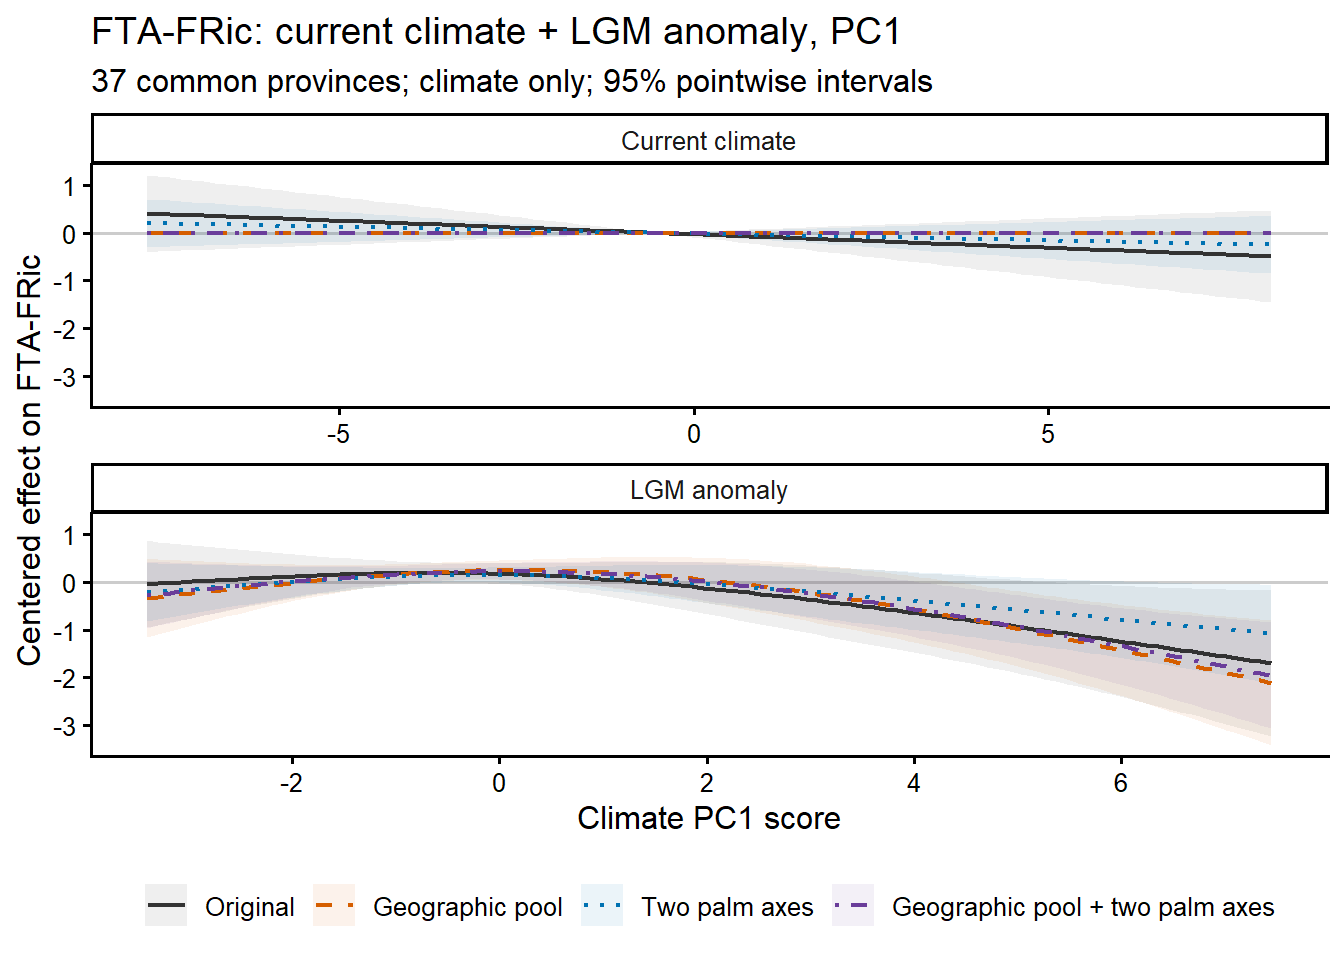 FTA-FRic: current climate + LGM anomaly, PC1
37 common provinces; climate only; 95% pointwise intervals
Centered effect on FTA-FRic
Current climate
1
0
-1
-2
-3
-5 0 5
LGM anomaly
1
0
-1
-2
-3
-2 0 2 4 6
Climate PC1 score
Original Geographic pool Two palm axes Geographic pool + two palm axes